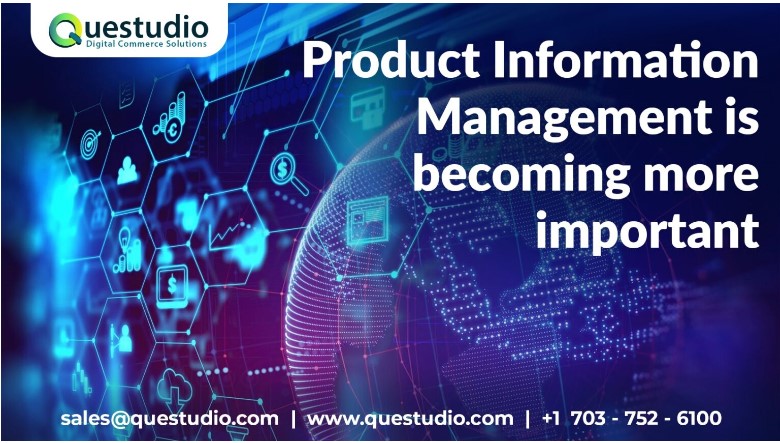 Questudio
Digital Commerce Solutions
Product Information
Management is
becoming more
important
sales@questudio.com | www.questudio.com | +1 703 - 752 - 6100